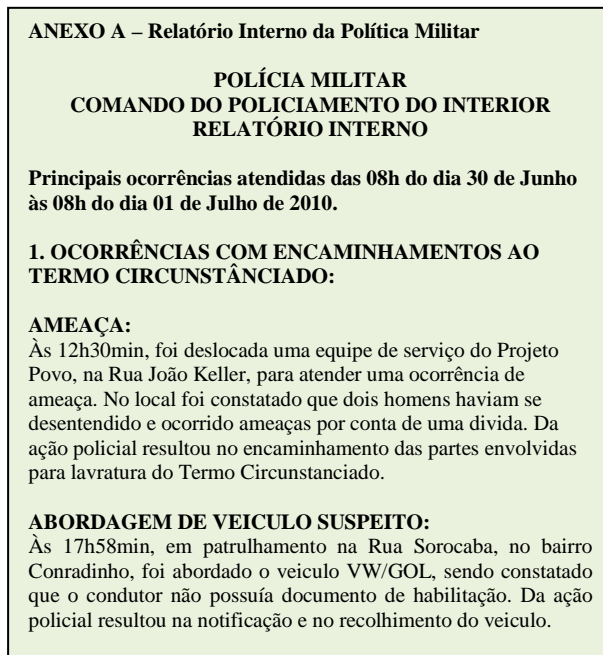 ANEXO A – Relatório Interno da Política Militar
POLÍCIA MILITAR
COMANDO DO POLICIAMENTO DO INTERIOR
RELATÓRIO INTERNO
Principais ocorrências atendidas das 08h do dia 30 de Junho
às 08h do dia 01 de Julho de 2010.
1. OCORRÊNCIAS COM ENCAMINHAMENTOS AO
TERMO CIRCUNSTÂNCIADO:
AMEAÇA:
Às 12h30min, foi deslocada uma equipe de serviço do Projeto
Povo, na Rua João Keller, para atender uma ocorrência de
ameaça. No local foi constatado que dois homens haviam se
desentendido e ocorrido ameaças por conta de uma divida. Da
ação policial resultou no encaminhamento das partes envolvidas
para lavratura do Termo Circunstanciado.
ABORDAGEM DE VEICULO SUSPEITO:
Às 17h58min, em patrulhamento na Rua Sorocaba, no bairro
Conradinho, foi abordado o veiculo VW/GOL, sendo constatado
que o condutor não possuía documento de habilitação. Da ação
policial resultou na notificação e no recolhimento do veiculo.